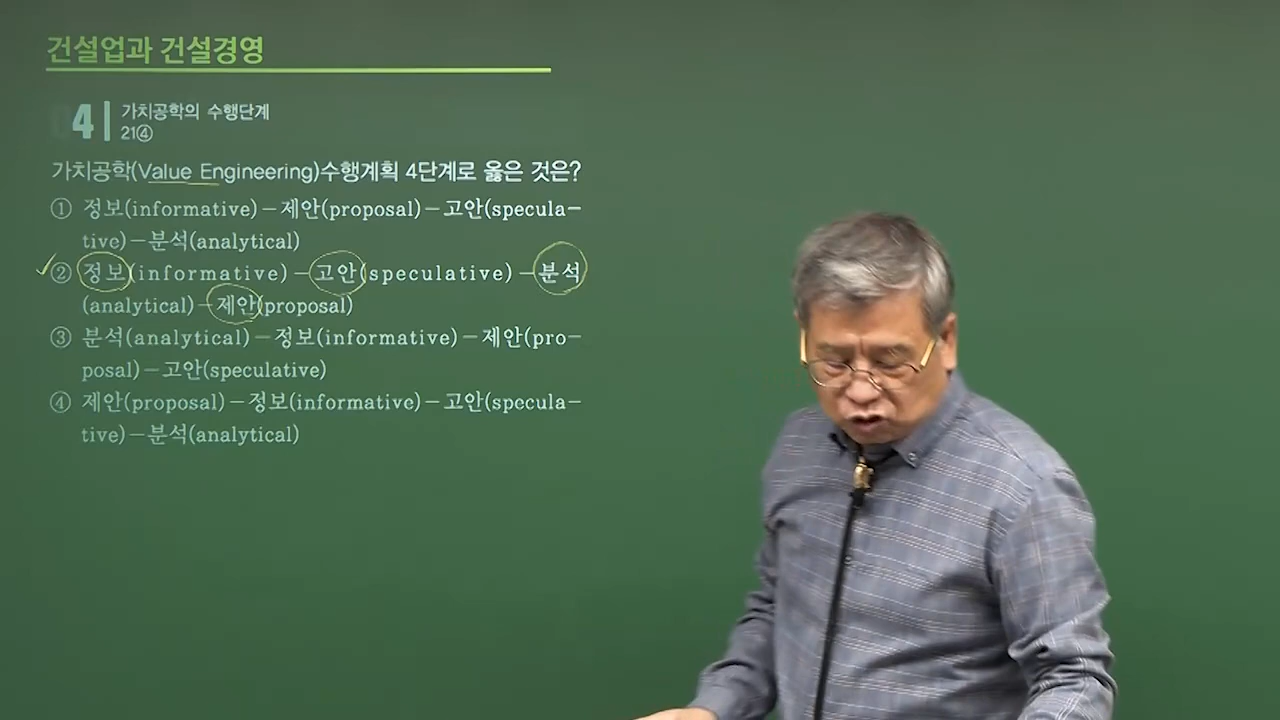 건설업과 건설경영
04 가치공학의 수행단계
21④
가치공학(Value Engineering)수행계획 4단계로 옳은 것은?
① 정보(informative)－제안(proposal)－고안(specula－
tive)－분석(analytical)
② 정보(informative)－고안(speculative)－분석
(analytical)－제안(proposal)
③ 분석(analytical)－정보(informative)－제안(pro－
posal)－고안(speculative)
④ 제안(proposal)－정보(informative)－고안(specula－
tive)－분석(analytical)